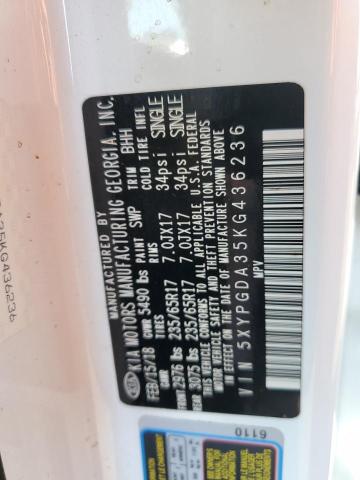 KIA MOTORS MANUFACTURING GEORGIA, INC.
MANUFACTURED BY
FEB/15/18 GVWR 5490 lbs PAINT SWP TRIM BHH
GAWR TIRES RIMS COLD TIRE INFL
FRT 2976 lbs 235/65R17 7.0JX17 34psi SINGLE
RR 3075 lbs 235/65R17 7.0JX17 34psi SINGLE
THIS VEHICLE CONFORMS TO ALL APPLICABLE U.S.A. FEDERAL
MOTOR VEHICLE SAFETY AND THEFT PREVENTION STANDARDS
IN EFFECT ON THE DATE OF MANUFACTURE SHOWN ABOVE.
VIN 5XYPGDA35KG436236
MPV
6110
35KG436236